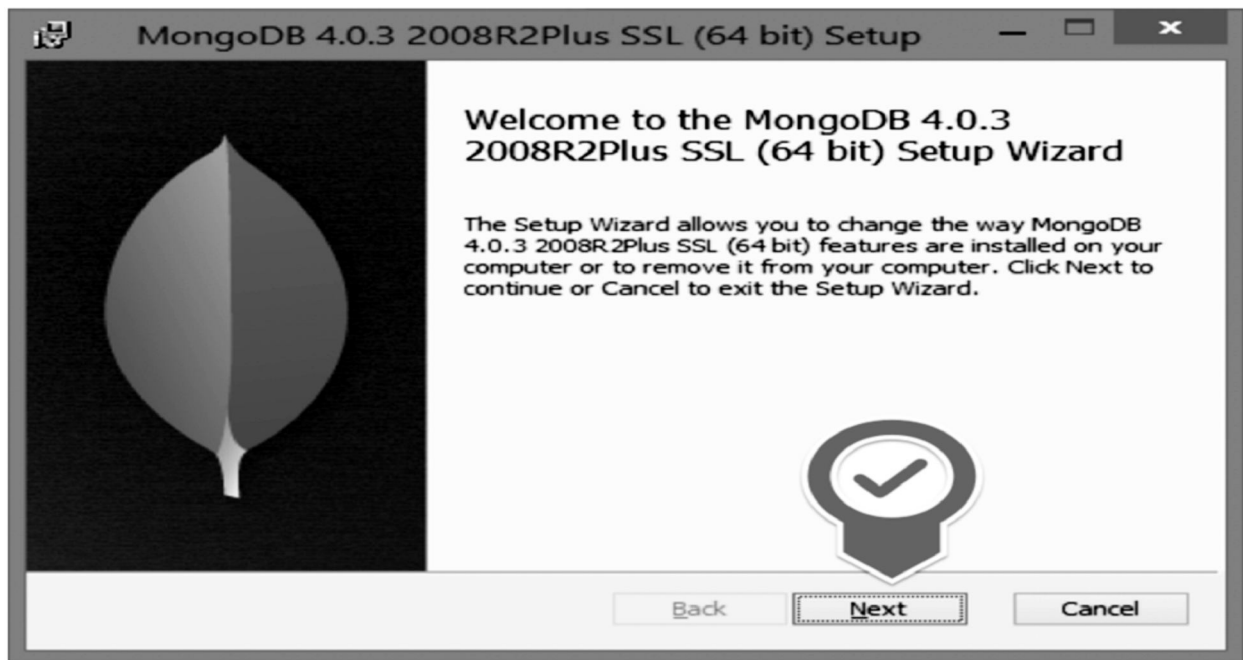 MongoDB 4.0.3 2008R2Plus SSL (64 bit) Setup
Welcome to the MongoDB 4.0.3
2008R2Plus SSL (64 bit) Setup Wizard
The Setup Wizard allows you to change the way MongoDB
4.0.3 2008R2Plus SSL (64 bit) features are installed on your
computer or to remove it from your computer. Click Next to
continue or Cancel to exit the Setup Wizard.
Back Next Cancel